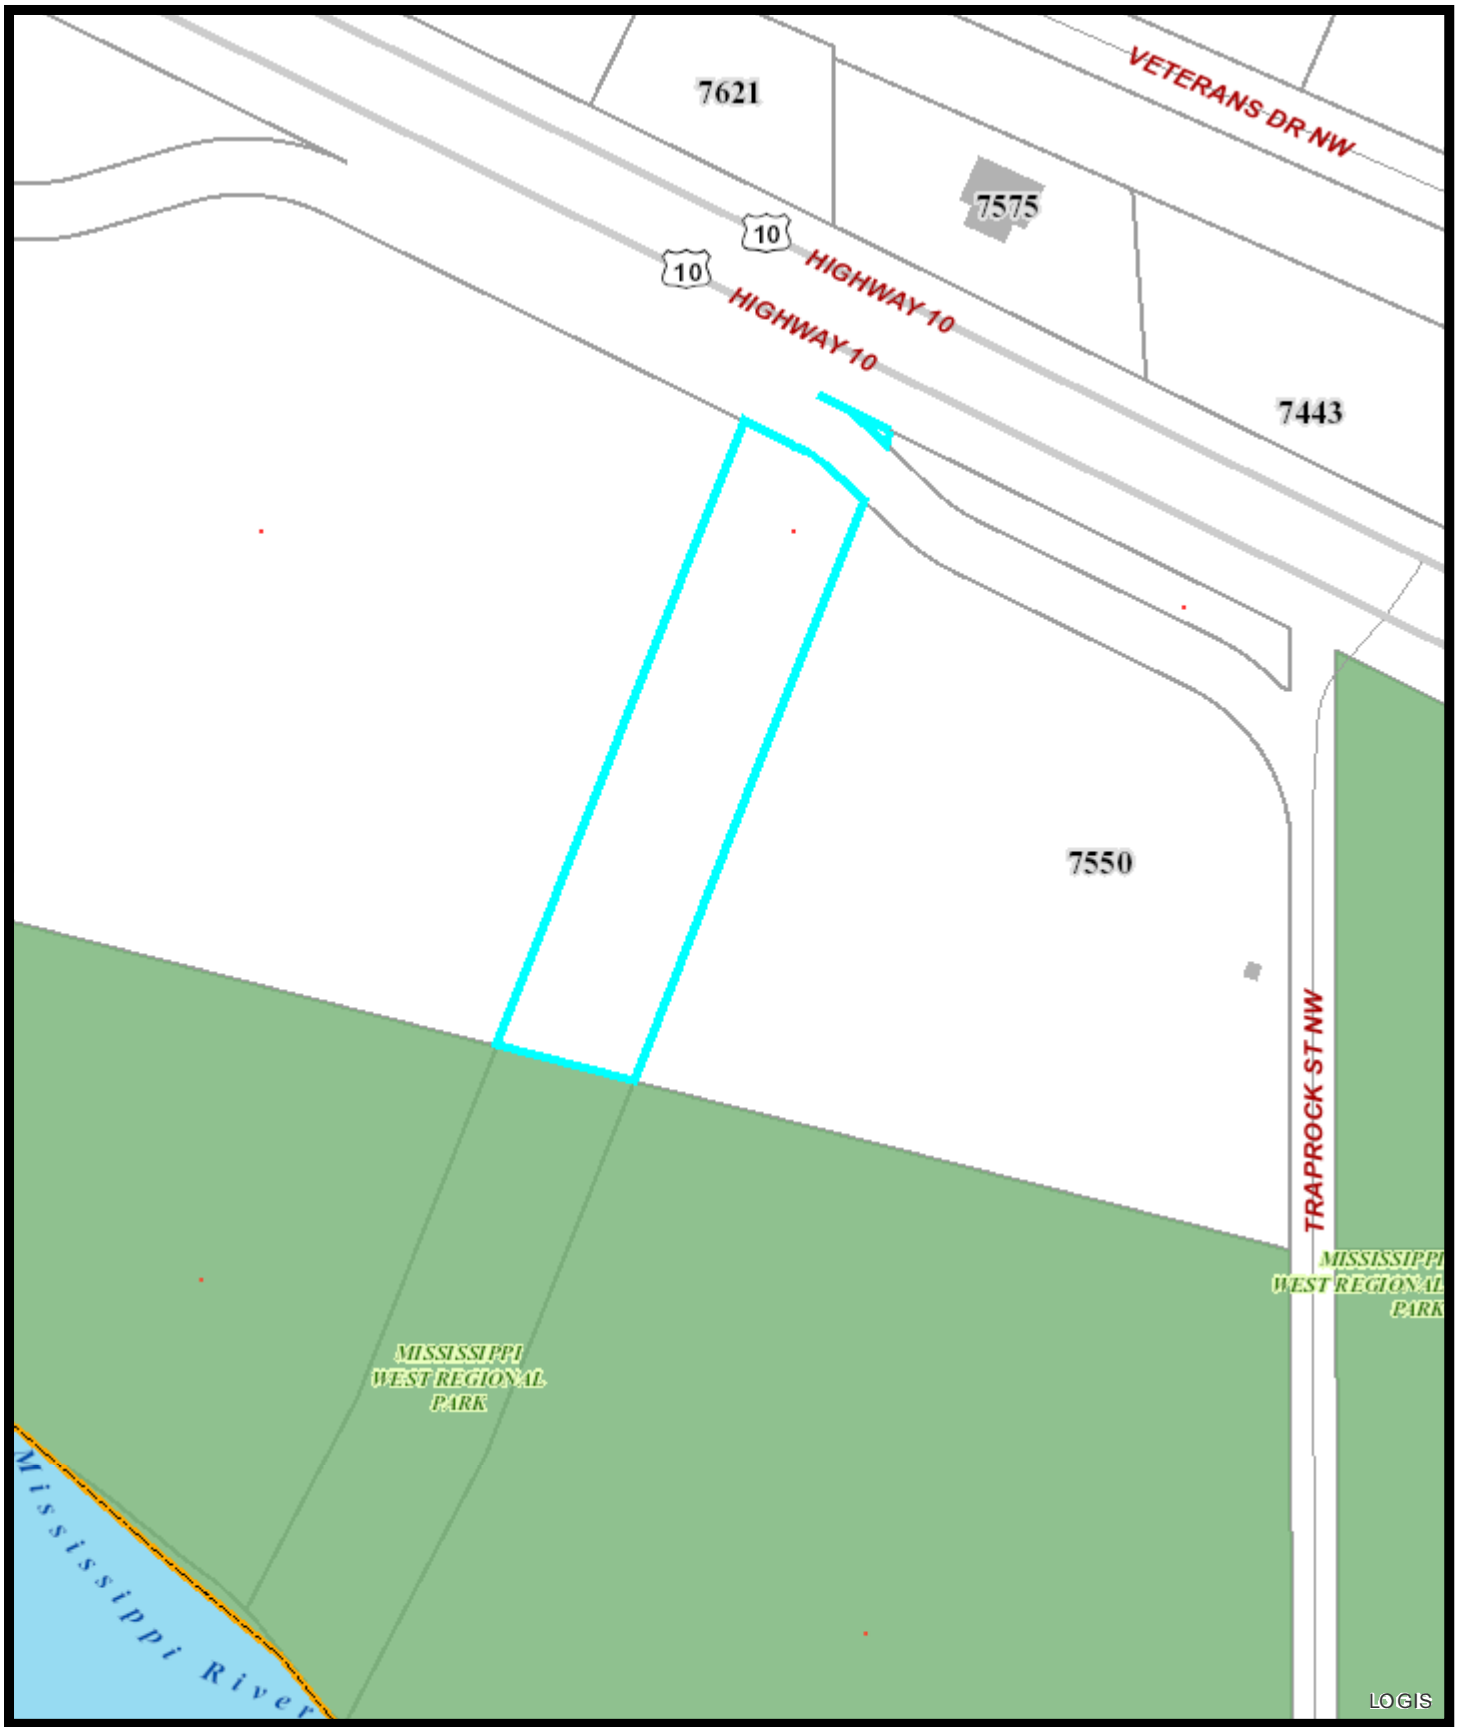 VETERANS DR NW
7621
7575
10
10
HIGHWAY 10
HIGHWAY 10
7443
7550
TRAPROCK ST NW
MISSISSIPPI
WEST REGIONAL
PARK
MISSISSIPPI
WEST REGIONAL
PARK
Mississippi River
LOGIS